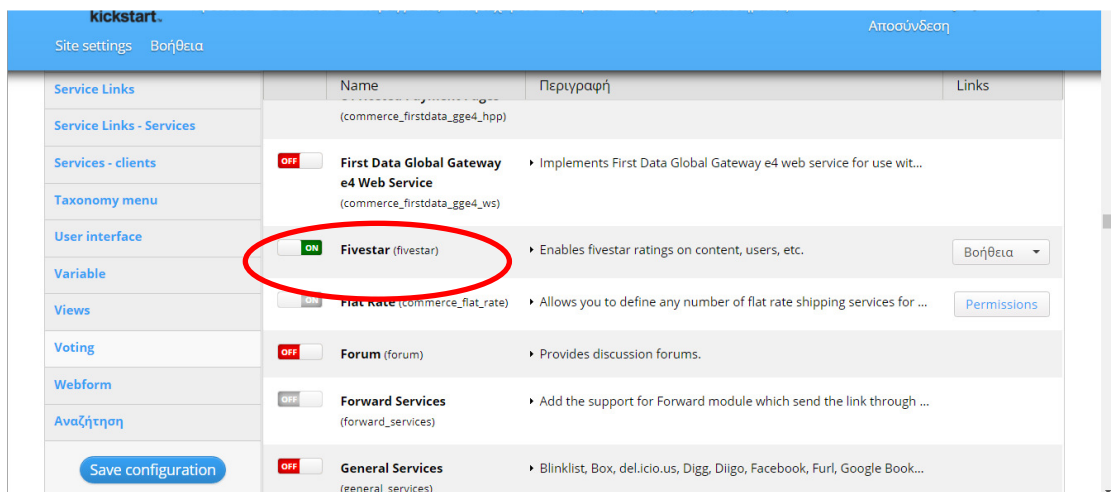 kickstart.
Αποσύνδεση
Site settings Βοήθεια
Name Περιγραφή Links
Service Links
Service Links - Services
Services - clients
Taxonomy menu
User interface
Variable
Views
Voting
Webform
Αναζήτηση
Save configuration
(commerce_firstdata_gge4_hpp)
OFF First Data Global Gateway e4 Web Service
(commerce_firstdata_gge4_ws)
Implements First Data Global Gateway e4 web service for use wit...
ON Fivestar (fivestar) Enables fivestar ratings on content, users, etc. Βοήθεια
ON Flat Rate (commerce_flat_rate) Allows you to define any number of flat rate shipping services for ... Permissions
OFF Forum (forum) Provides discussion forums.
OFF Forward Services
(forward_services)
Add the support for Forward module which send the link through ...
OFF General Services
(general_services)
Blinklist, Box, del.icio.us, Digg, Diigo, Facebook, Furl, Google Book...